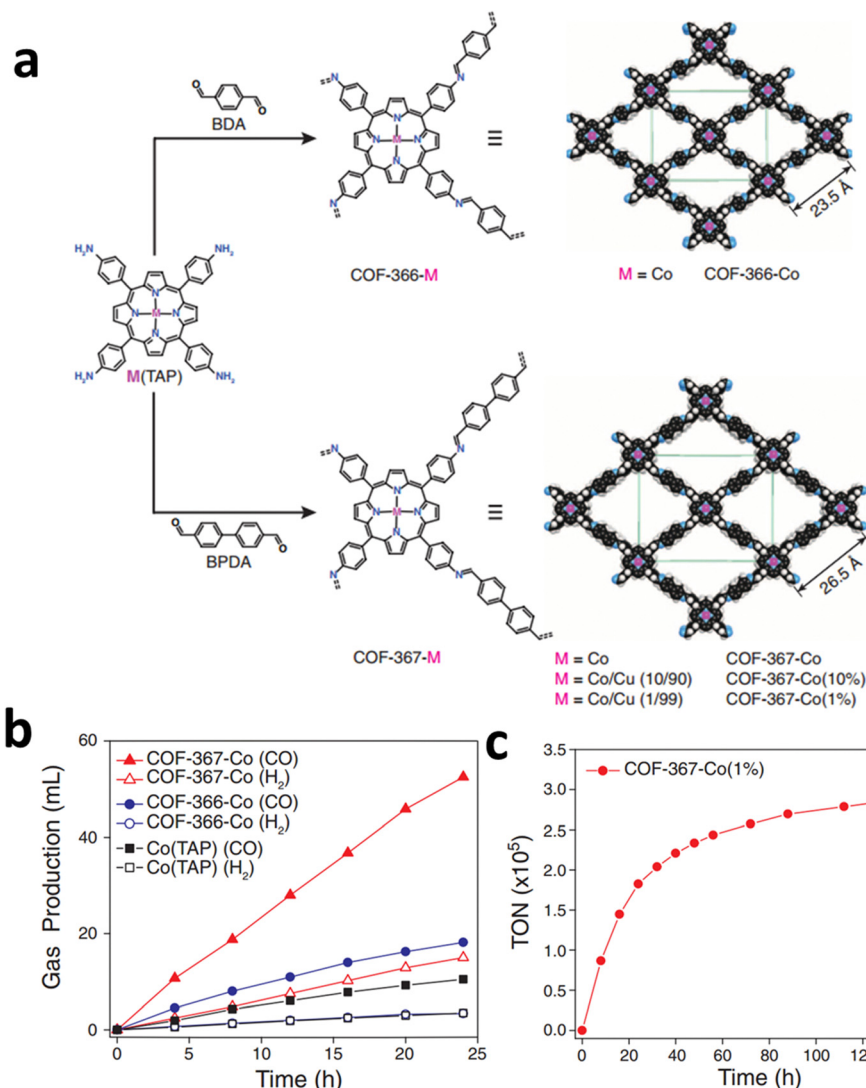 a
BDA
N
N
N
M
N
N
N
N
N
≡
COF-366-M
23.5 Å
M = Co COF-366-Co
H₂N
NH₂
N
N
M
N
N
H₂N
NH₂
M(TAP)
BPDA
O
O
O
O
N
N
N
N
M
N
N
N
N
≡
COF-367-M
26.5 Å
M = Co COF-367-Co
M = Co/Cu (10/90) COF-367-Co(10%)
M = Co/Cu (1/99) COF-367-Co(1%)
b
Gas Production (mL)
60
40
20
0
COF-367-Co (CO)
COF-367-Co (H₂)
COF-366-Co (CO)
COF-366-Co (H₂)
Co(TAP) (CO)
Co(TAP) (H₂)
0 5 10 15 20 25
Time (h)
c
TON (x10⁵)
3.5
3.0
2.5
2.0
1.5
1.0
0.5
0.0
COF-367-Co(1%)
0 20 40 60 80 100
Time (h)